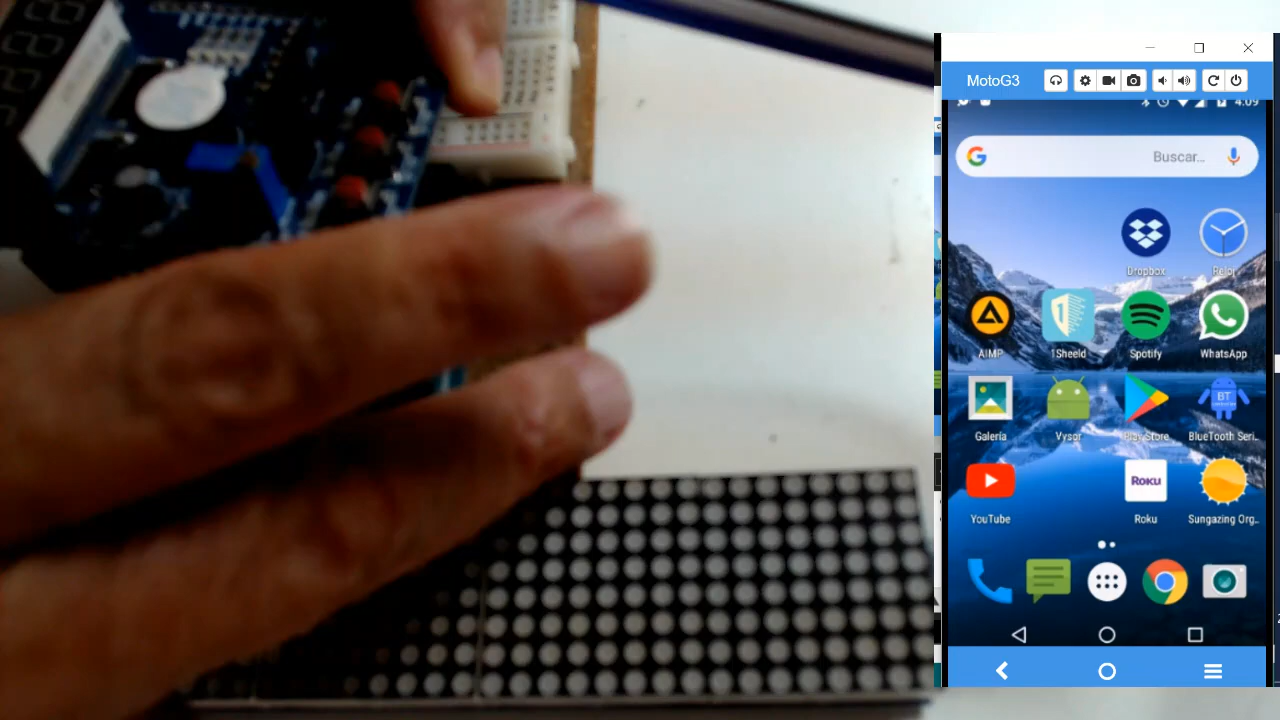 MotoG3
4:09
Buscar...
Dropbox
Reloj
AIMP
1Sheeld
Spotify
WhatsApp
Galería
Vysor
Play Store
BT
BlueTooth Seri..
YouTube
ROKU
Roku
Sungazing Org..